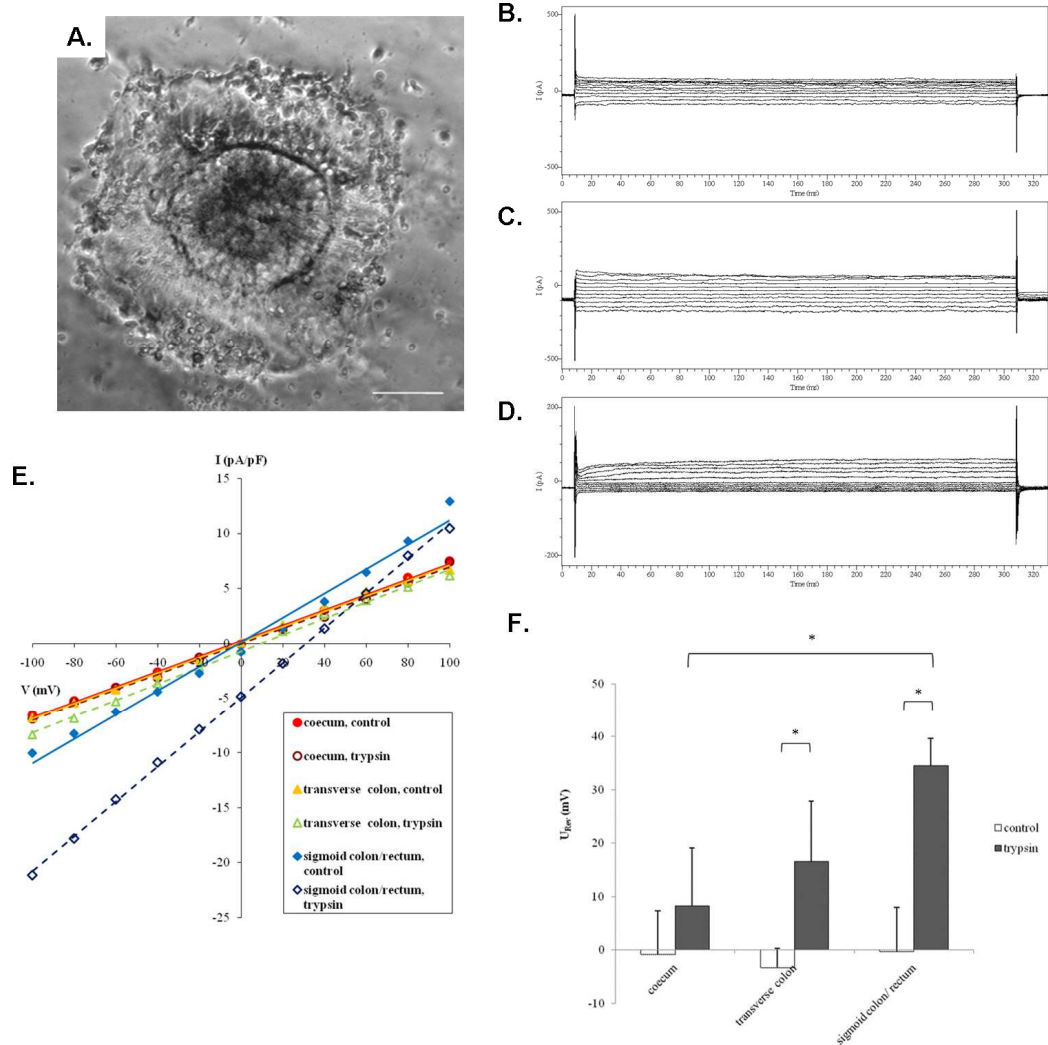 A.
B.
500
0
-500
I (pA)
0 20 40 60 80 100 120 140 160 180 200 220 240 260 280 300 320
Time (ms)
C.
500
0
-500
I (pA)
0 20 40 60 80 100 120 140 160 180 200 220 240 260 280 300 320
Time (ms)
D.
200
0
-200
I (pA)
0 20 40 60 80 100 120 140 160 180 200 220 240 260 280 300 320
Time (ms)
E.
I (pA/pF)
15
10
5
0
-5
-10
-15
-20
-25
-100 -80 -60 -40 -20 0 20 40 60 80 100
V (mV)
coecum, control
coecum, trypsin
transverse colon, control
transverse colon, trypsin
sigmoid colon/rectum,
control
sigmoid colon/rectum,
trypsin
F.
*
*
*
50
40
30
20
10
0
-10
URev (mV)
control
trypsin
coecum
transverse colon
sigmoid colon/ rectum